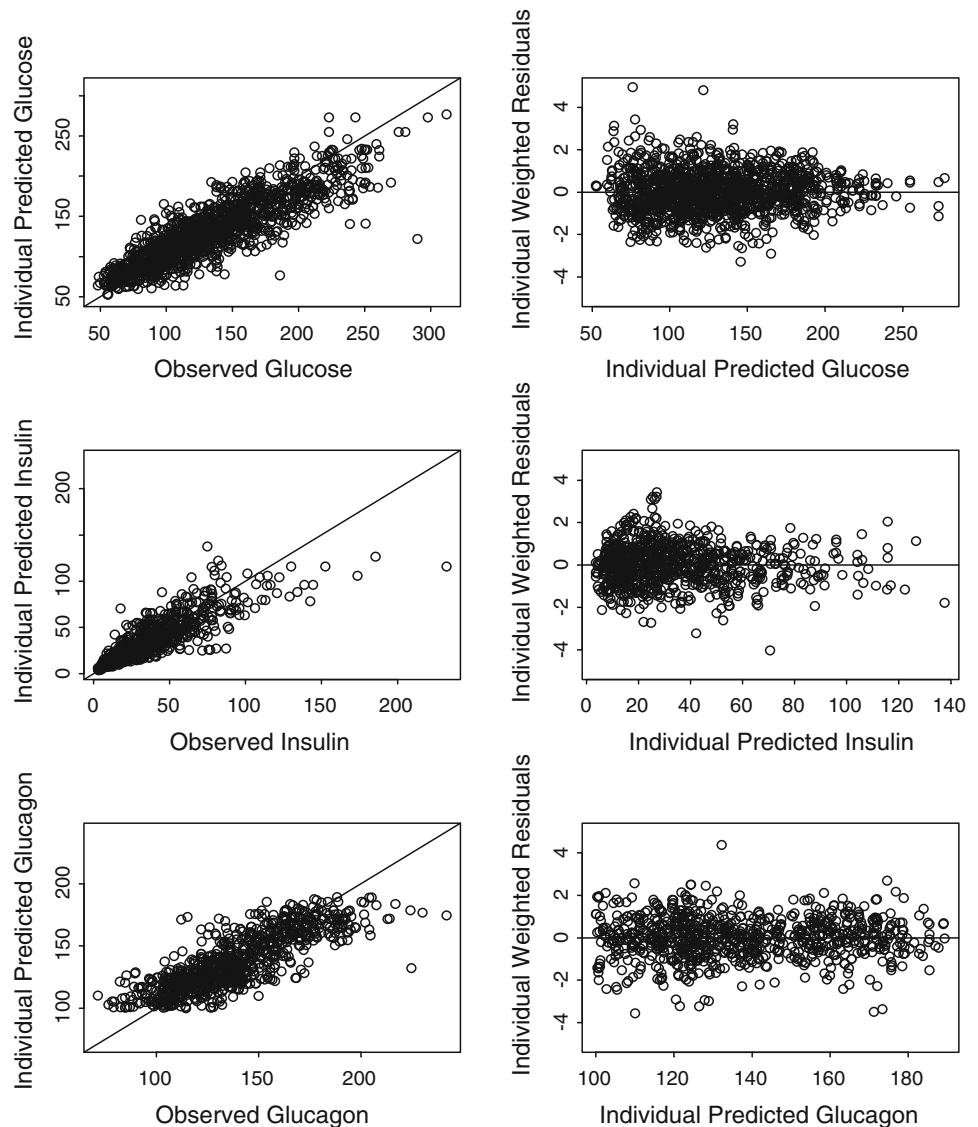 Individual Predicted Glucose
50 150 250
50 100 150 200 250 300
Observed Glucose
Individual Weighted Residuals
-4 -2 0 2 4
50 100 150 200 250
Individual Predicted Glucose
Individual Predicted Insulin
0 50 100 200
0 50 100 150 200
Observed Insulin
Individual Weighted Residuals
-4 -2 0 2 4
0 20 40 60 80 100 120 140
Individual Predicted Insulin
Individual Predicted Glucagon
100 150 200
100 150 200
Observed Glucagon
Individual Weighted Residuals
-4 -2 0 2 4
100 120 140 160 180
Individual Predicted Glucagon